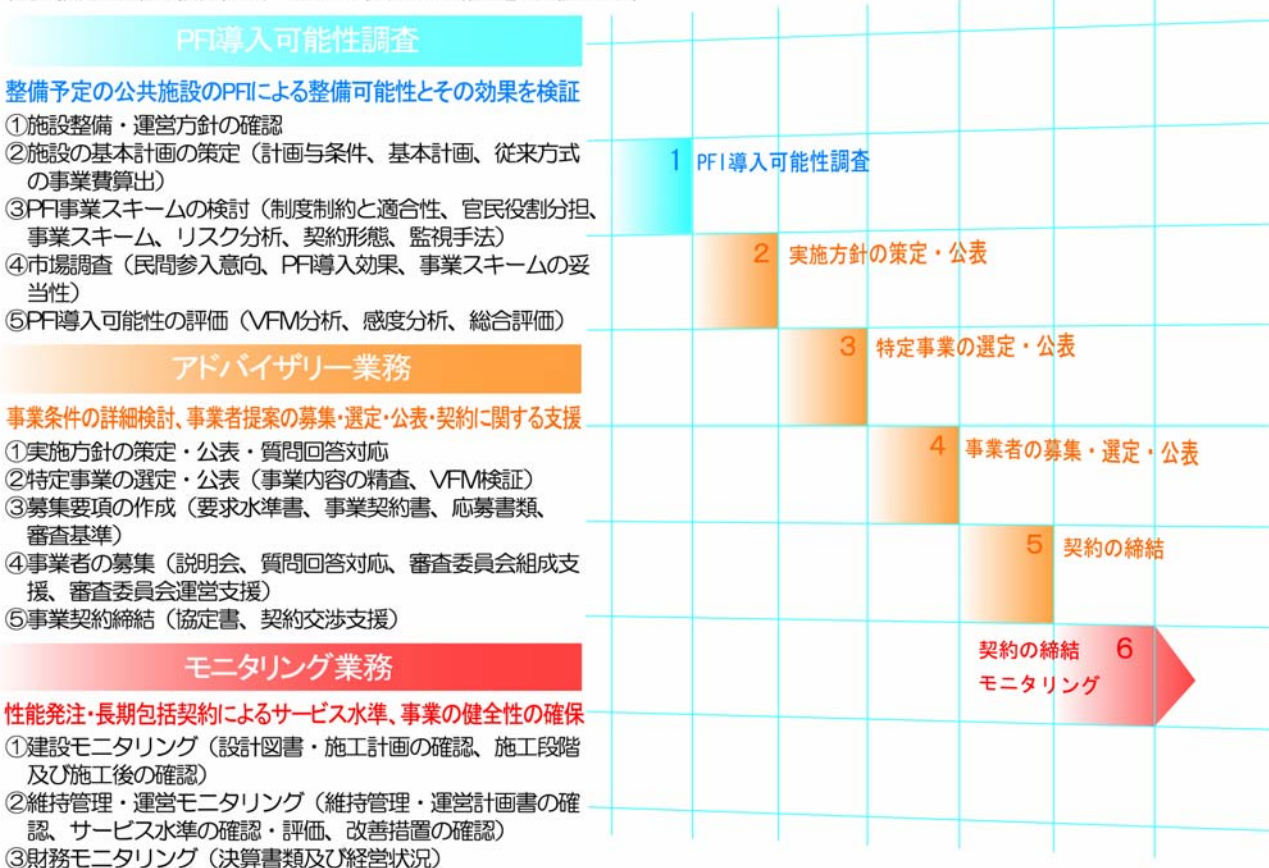 PFI導入可能性調査
整備予定の公共施設のPFIによる整備可能性とその効果を検証
①施設整備・運営方針の確認
②施設の基本計画の策定（計画与条件、基本計画、従来方式
の事業費算出）
③PFI事業スキームの検討（制度制約と適合性、官民役割分担、
事業スキーム、リスク分析、契約形態、監視手法）
④市場調査（民間参入意向、PFI導入効果、事業スキームの妥
当性）
⑤PFI導入可能性の評価（VFM分析、感度分析、総合評価）
アドバイザリー業務
事業条件の詳細検討、事業者提案の募集・選定・公表・契約に関する支援
①実施方針の策定・公表・質問回答対応
②特定事業の選定・公表（事業内容の精査、VFM検証）
③募集要項の作成（要求水準書、事業契約書、応募書類、
審査基準）
④事業者の募集（説明会、質問回答対応、審査委員会組成支
援、審査委員会運営支援）
⑤事業契約締結（協定書、契約交渉支援）
モニタリング業務
性能発注・長期包括契約によるサービス水準、事業の健全性の確保
①建設モニタリング（設計図書・施工計画の確認、施工段階
及び施工後の確認）
②維持管理・運営モニタリング（維持管理・運営計画書の確
認、サービス水準の確認・評価、改善措置の確認）
③財務モニタリング（決算書類及び経営状況）
1 PFI導入可能性調査
2 実施方針の策定・公表
3 特定事業の選定・公表
4 事業者の募集・選定・公表
5 契約の締結
契約の締結 6
モニタリング